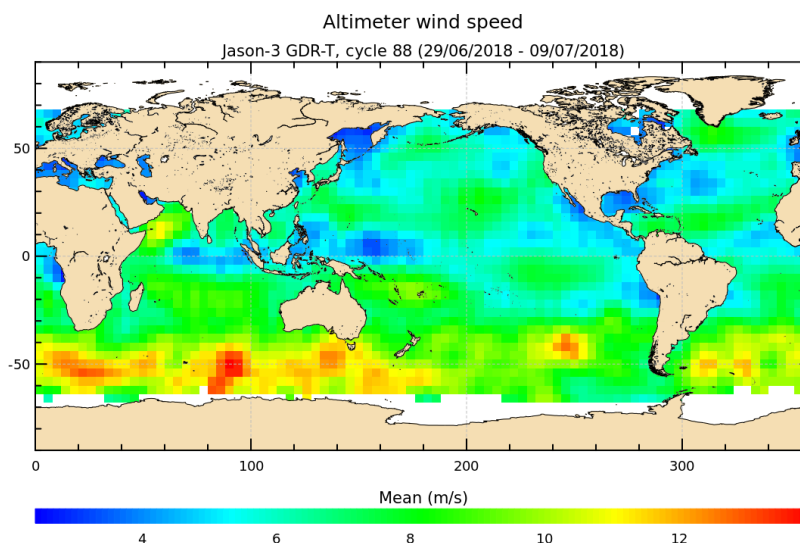 Altimeter wind speed
Jason-3 GDR-T, cycle 88 (29/06/2018 - 09/07/2018)
50
0
-50
0 100 200 300
Mean (m/s)
4 6 8 10 12